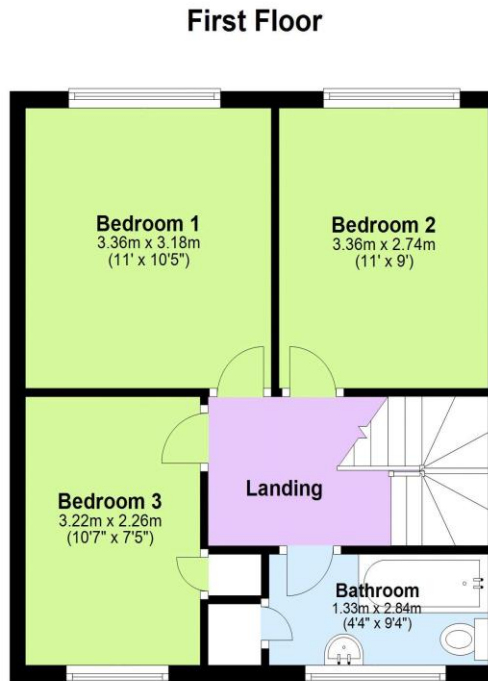 First Floor
Bedroom 1
3.36m x 3.18m
(11' x 10'5")
Bedroom 2
3.36m x 2.74m
(11' x 9')
Bedroom 3
3.22m x 2.26m
(10'7" x 7'5")
Landing
Bathroom
1.33m x 2.84m
(4'4" x 9'4")